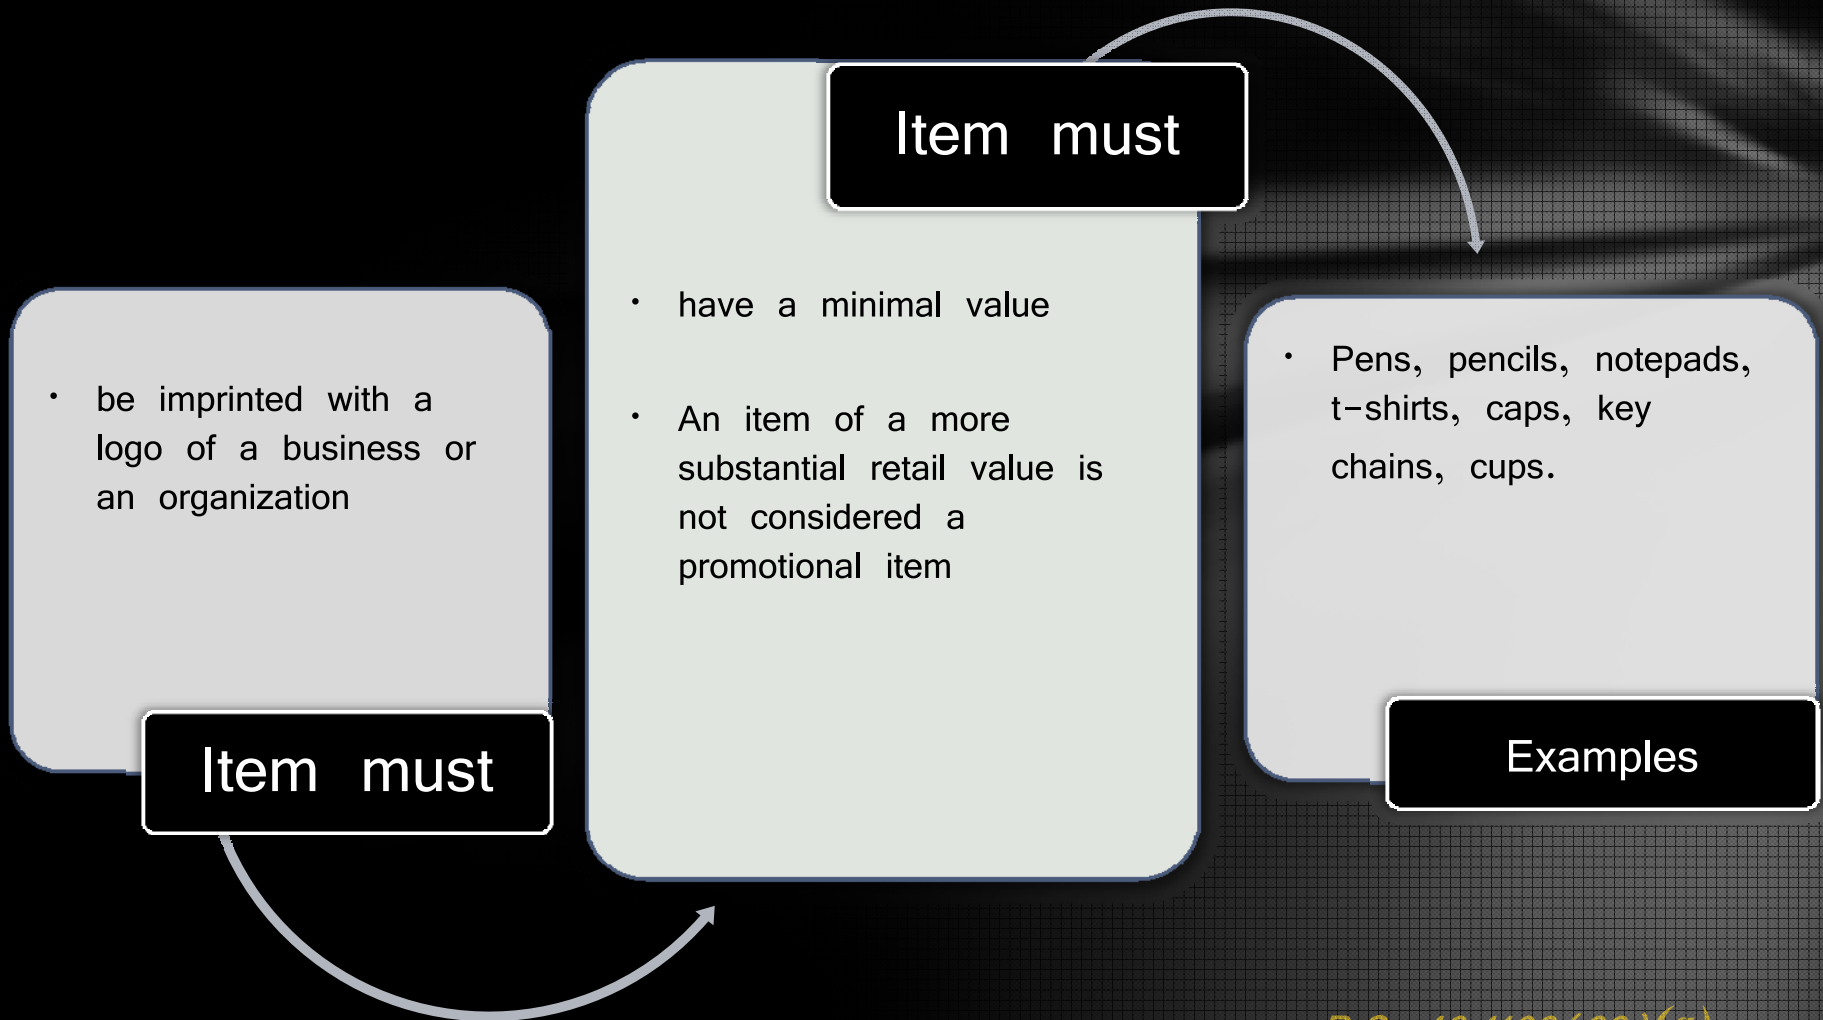 • be imprinted with a
logo of a business or
an organization
Item must
Item must
• have a minimal value
• An item of a more
substantial retail value is
not considered a
promotional item
• Pens, pencils, notepads,
t-shirts, caps, key
chains, cups.
Examples